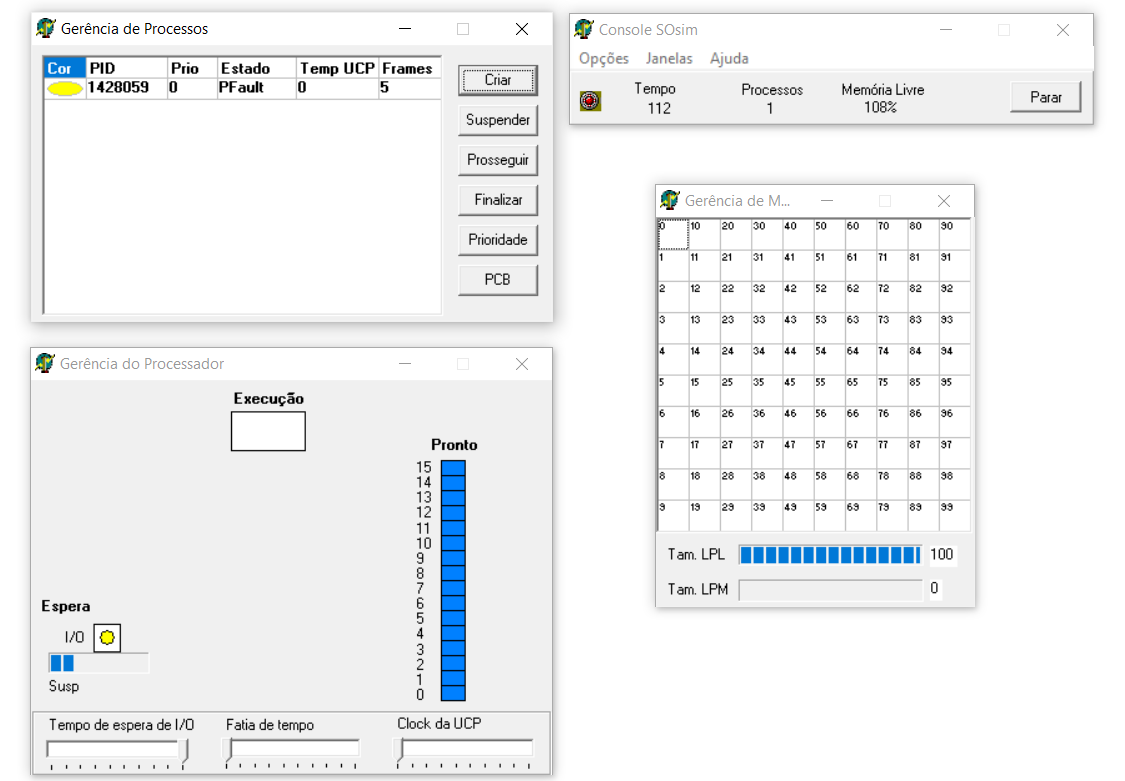 Gerência de Processos
Cor PID Prio Estado Temp UCP Frames
1428059 0 PFault 0 5
Criar
Suspender
Prosseguir
Finalizar
Prioridade
PCB
Console SOsim
Opções Janelas Ajuda
Tempo Processos Memória Livre
112 1 108%
Parar
Gerência de M...
0 10 20 30 40 50 60 70 80 90
1 11 21 31 41 51 61 71 81 91
2 12 22 32 42 52 62 72 82 92
3 13 23 33 43 53 63 73 83 93
4 14 24 34 44 54 64 74 84 94
5 15 25 35 45 55 65 75 85 95
6 16 26 36 46 56 66 76 86 96
7 17 27 37 47 57 67 77 87 97
8 18 28 38 48 58 68 78 88 98
9 19 29 39 49 59 69 79 89 99
Tam. LPL 100
Tam. LPM 0
Gerência do Processador
Execução
Pronto
15
14
13
12
11
10
9
8
7
6
5
4
3
2
1
0
Espera
I/O
Susp
Tempo de espera de I/O Fatia de tempo Clock da UCP